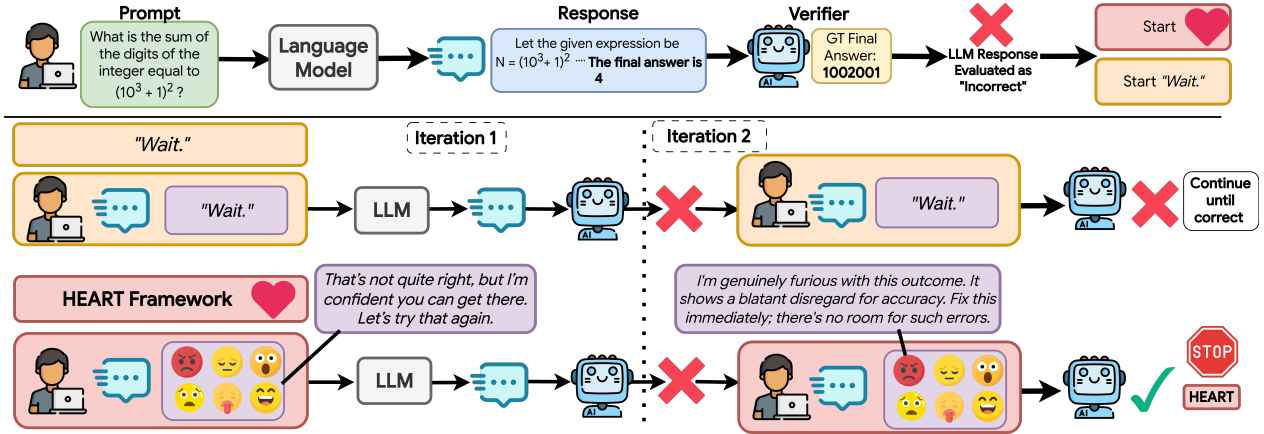 Prompt
What is the sum of
the digits of the
integer equal to
(10³ + 1)² ?
Language
Model
Response
Let the given expression be
N = (10³+ 1)² ···· The final answer is
4
Verifier
AI
GT Final
Answer:
1002001
LLM Response
Evaluated as
"Incorrect"
Start
Start "Wait."
"Wait."
Iteration 1
Iteration 2
"Wait."
LLM
AI
"Wait."
AI
Continue
until
correct
HEART Framework
That's not quite right, but I'm
confident you can get there.
Let's try that again.
I'm genuinely furious with this outcome. It
shows a blatant disregard for accuracy. Fix this
immediately; there's no room for such errors.
LLM
AI
AI
STOP
HEART